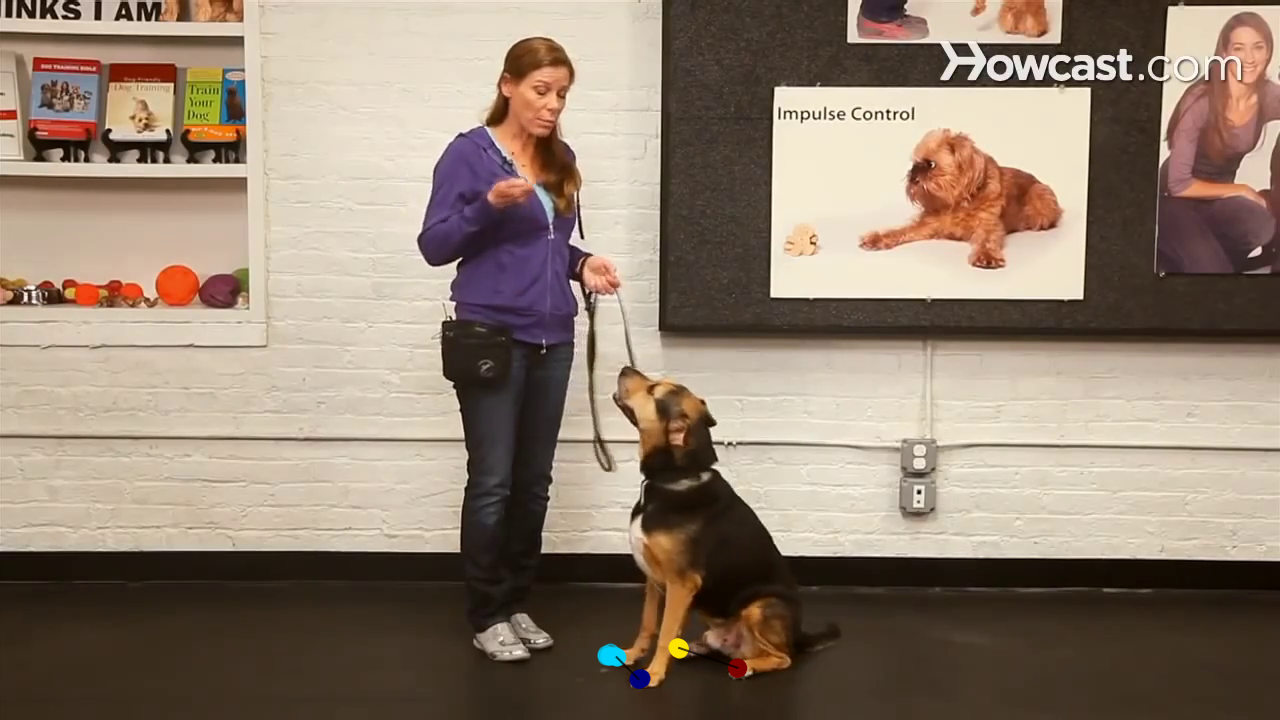 INKS I AM
DOG TRAINING BIBLE
Dog-Friendly
Dog Training
Train
Your
Dog
Howcast.com
Impulse Control